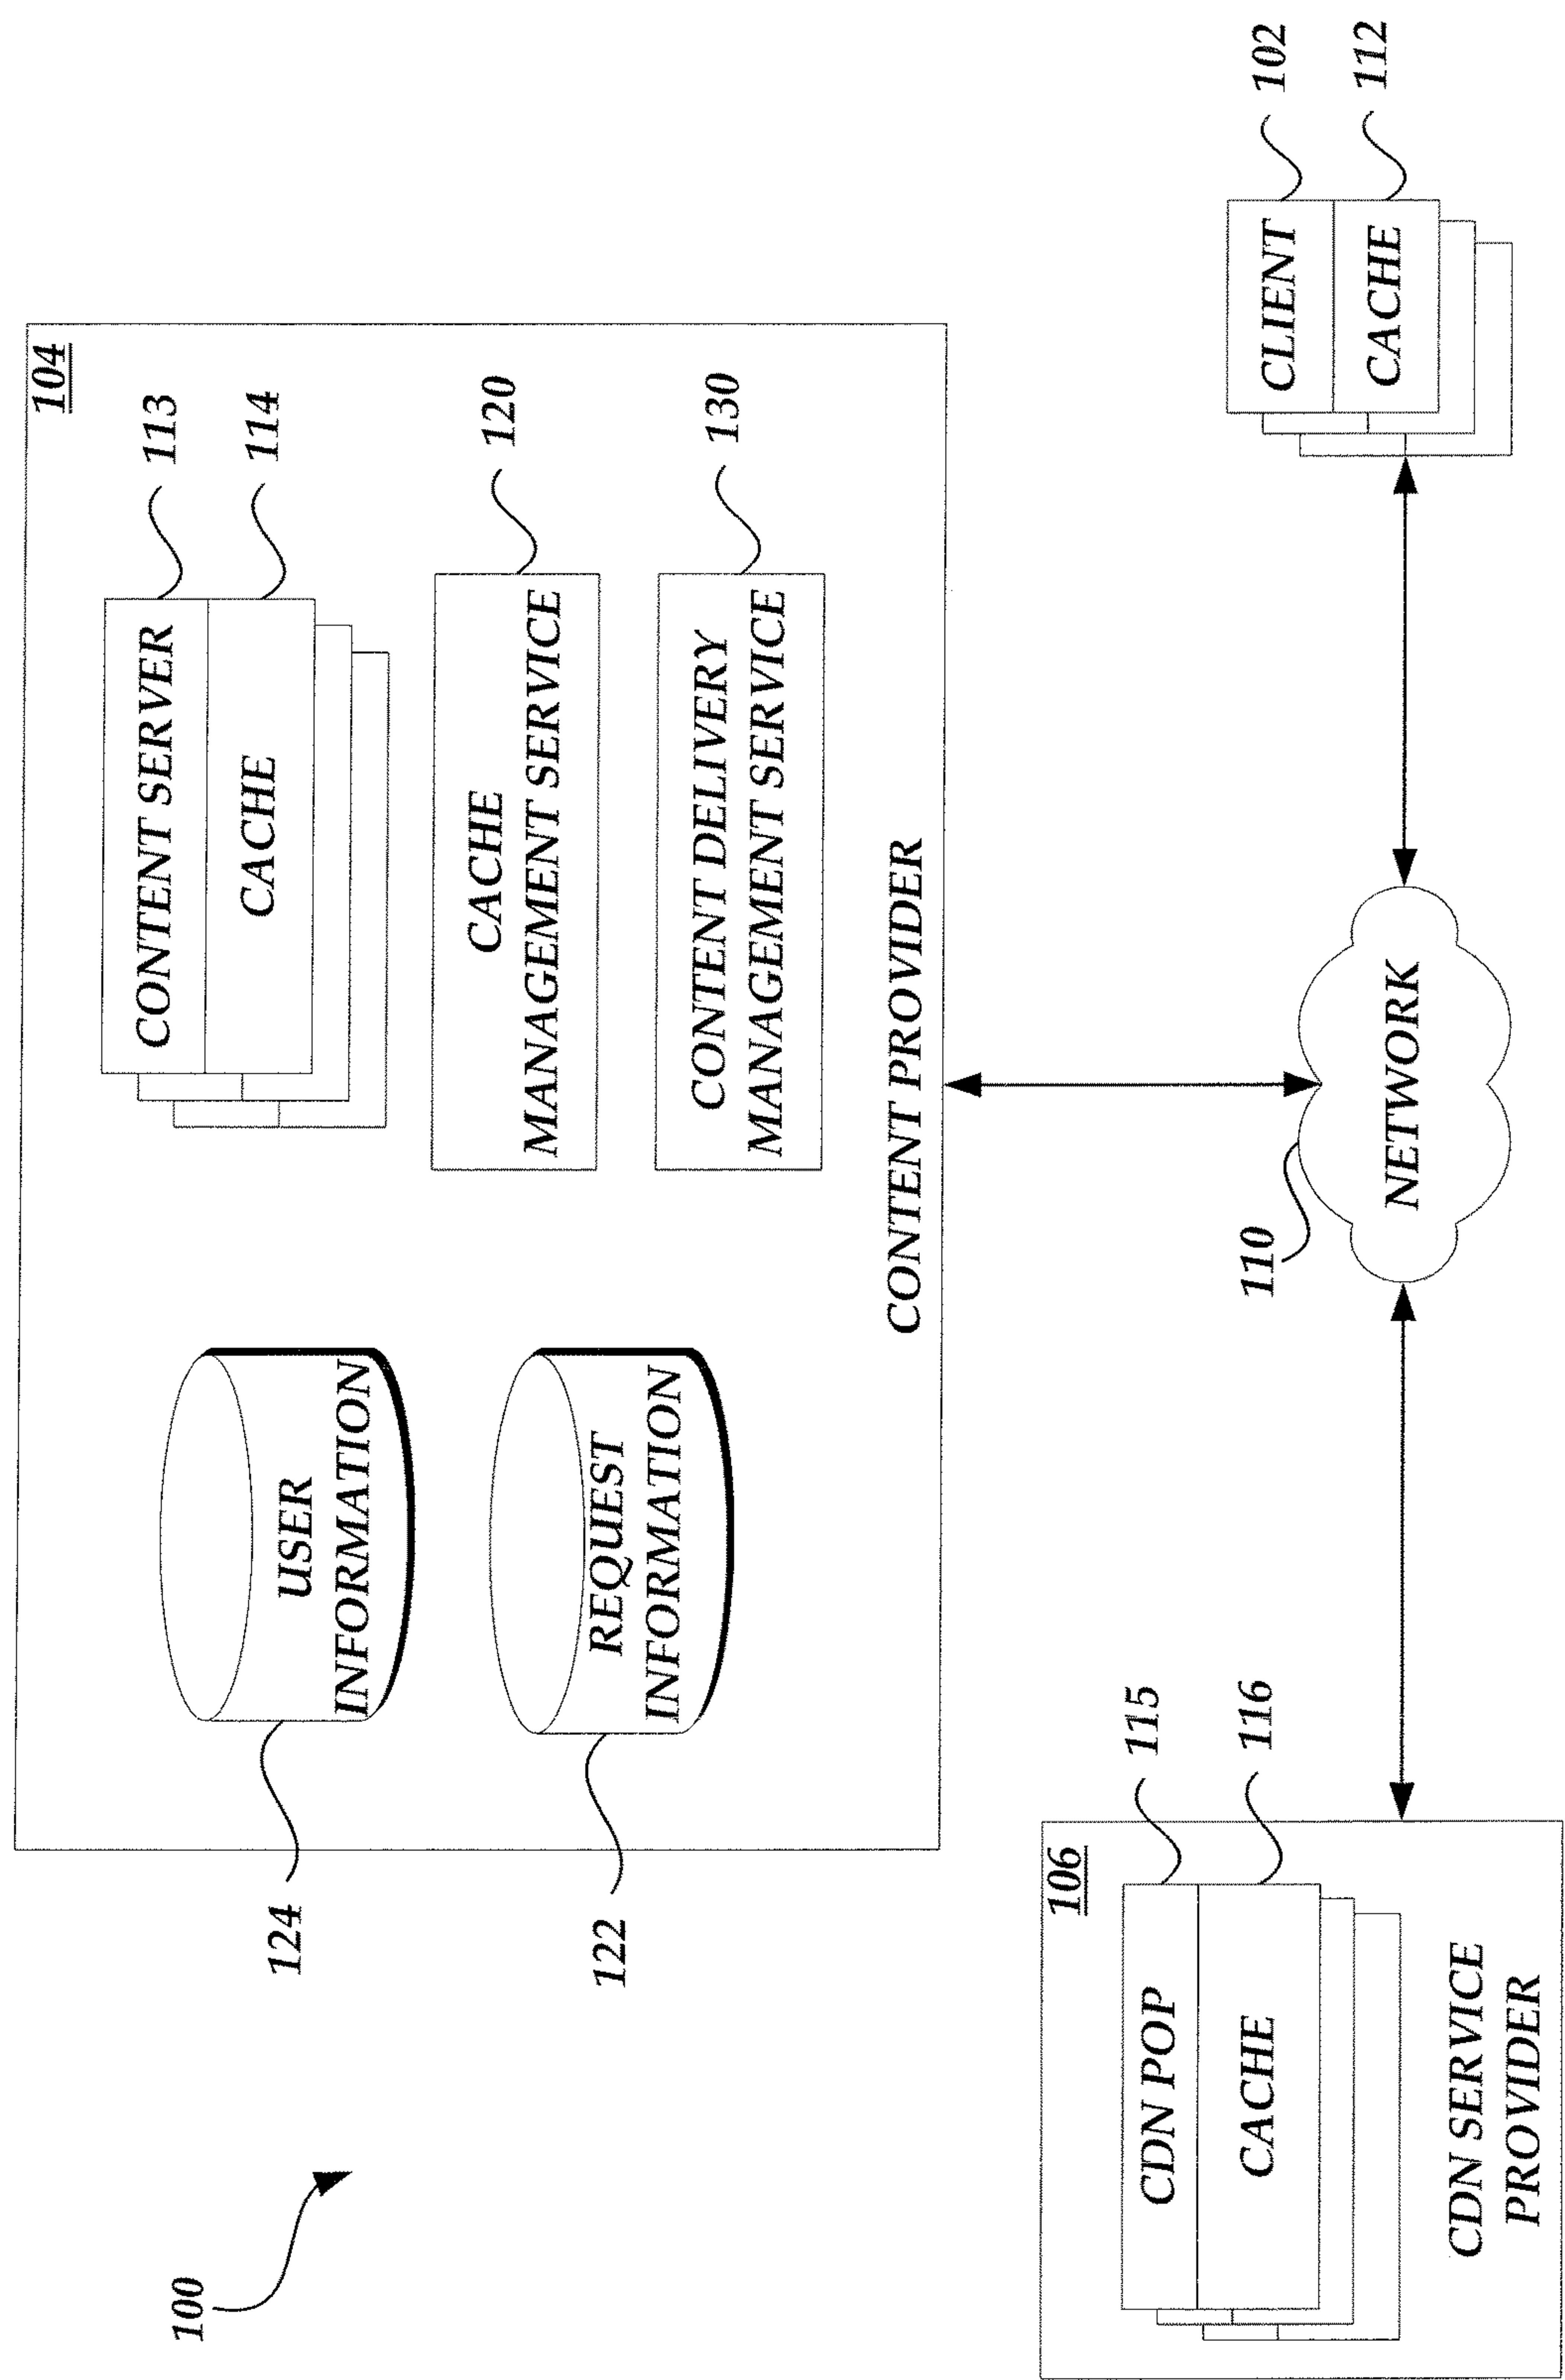 100
124
USER
INFORMATION
122
REQUEST
INFORMATION
104
CONTENT SERVER
113
CACHE
114
CACHE
MANAGEMENT SERVICE
120
CONTENT DELIVERY
MANAGEMENT SERVICE
130
CONTENT PROVIDER
106
CDN POP
115
CACHE
116
CDN SERVICE
PROVIDER
110
NETWORK
CLIENT
102
CACHE
112